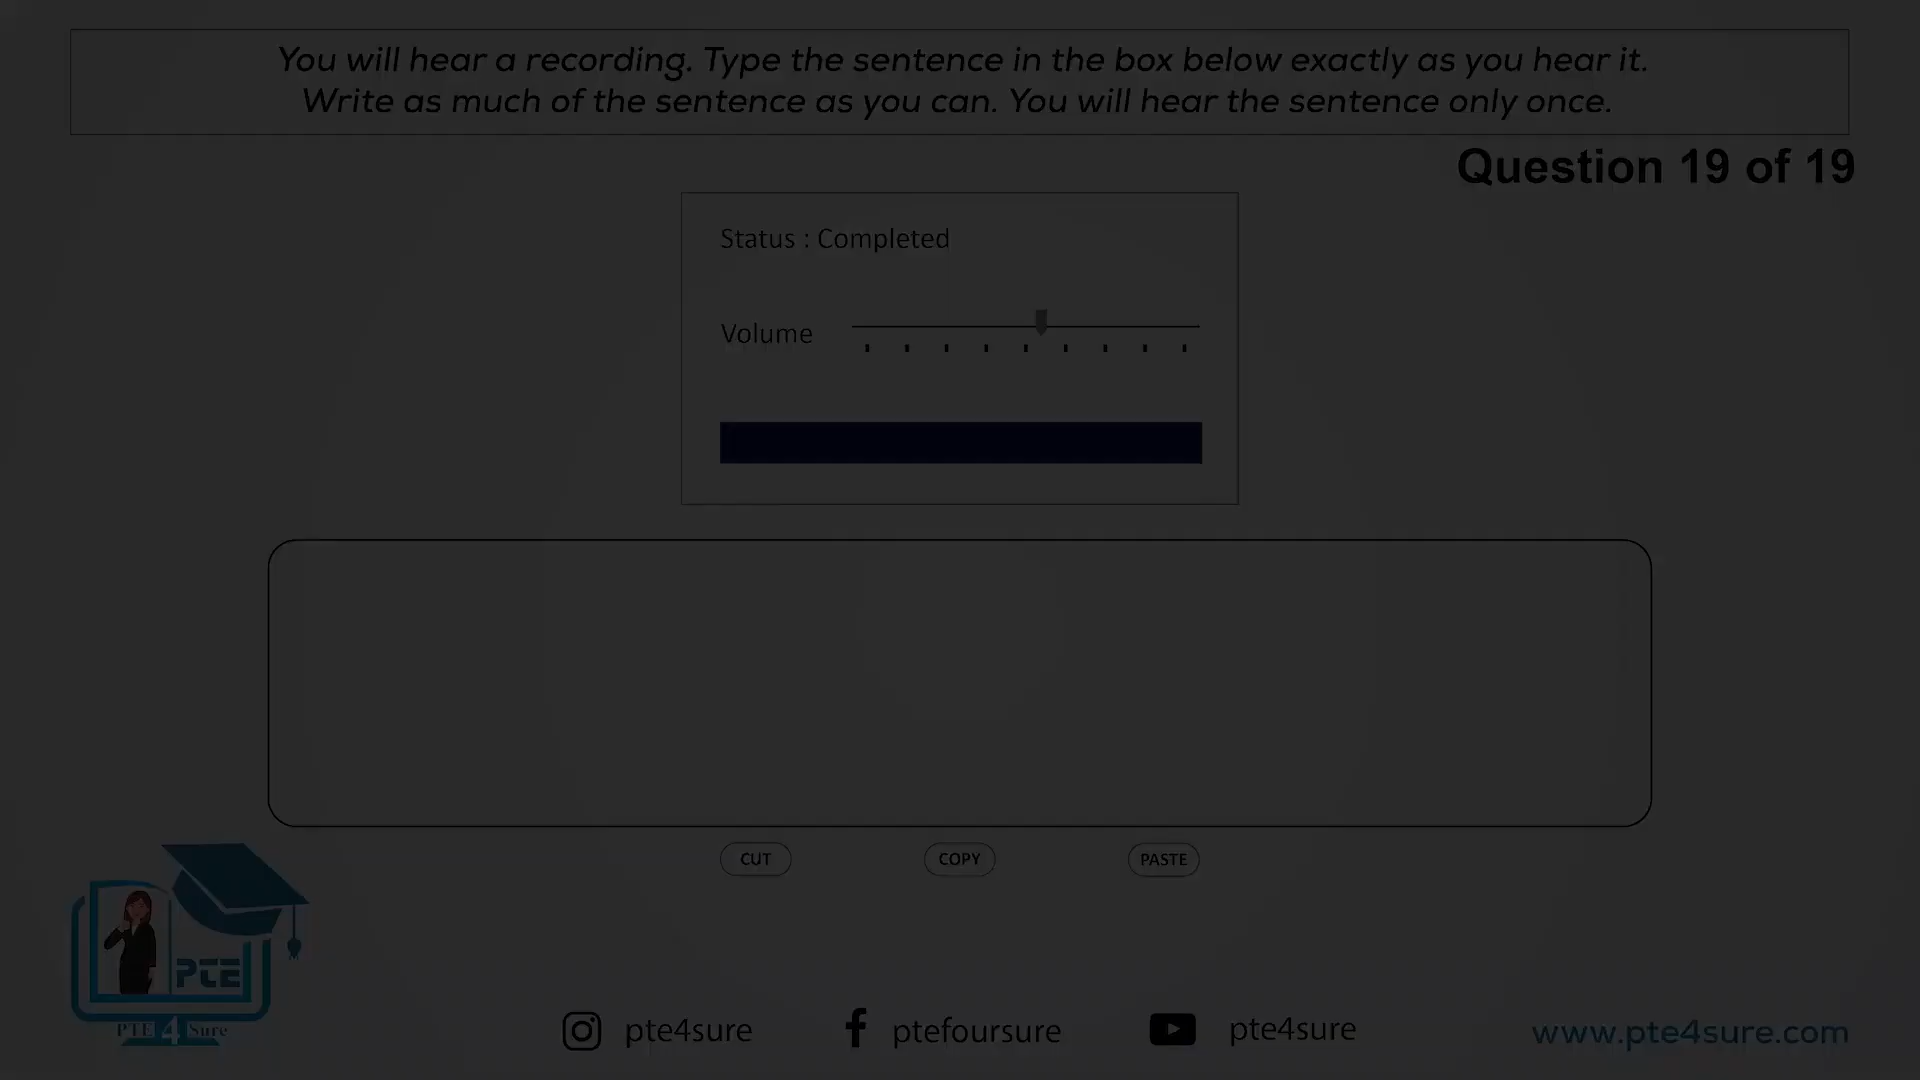 You will hear a recording. Type the sentence in the box below exactly as you hear it.
Write as much of the sentence as you can. You will hear the sentence only once.
Question 19 of 19
Status : Completed
Volume
CUT
COPY
PASTE
PTE
PTE 4 Sure
pte4sure
ptefoursure
pte4sure
www.pte4sure.com